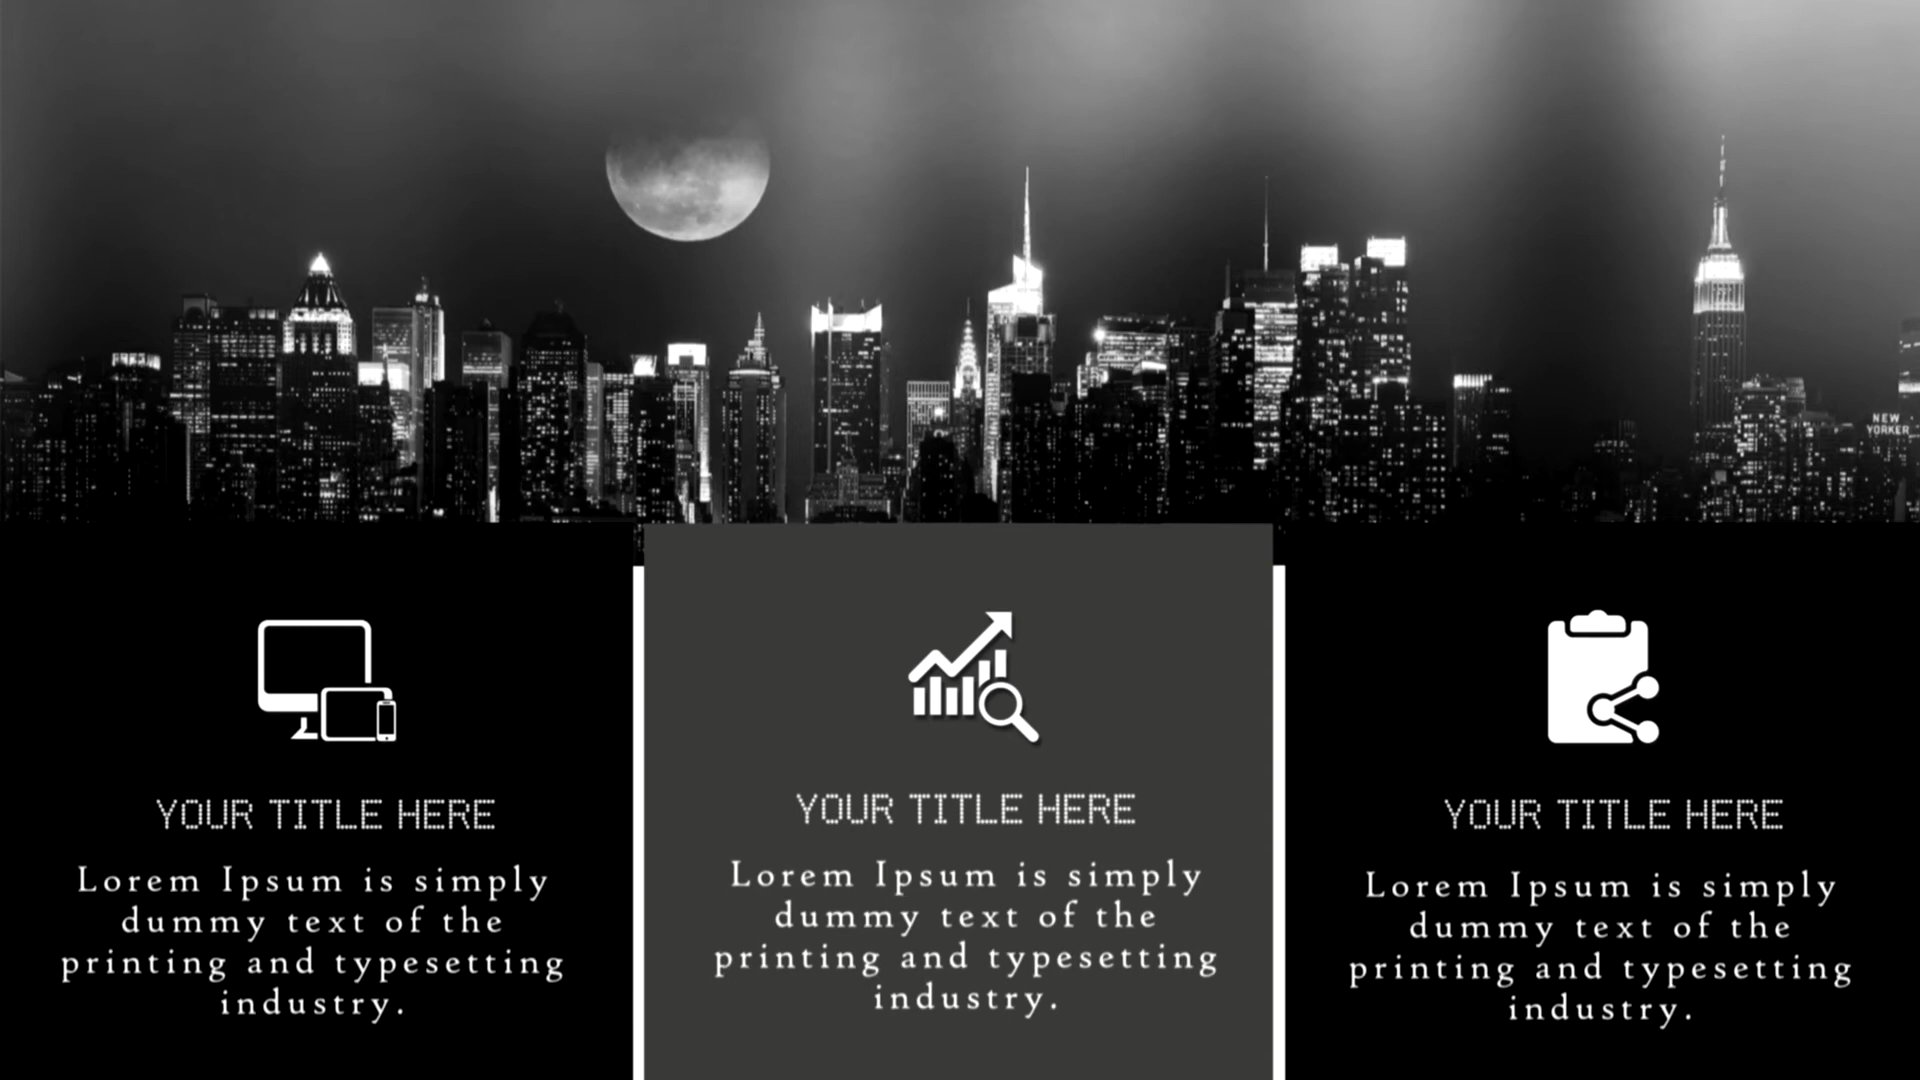 NEW
YORKER
YOUR TITLE HERE
Lorem Ipsum is simply
dummy text of the
printing and typesetting
industry.
YOUR TITLE HERE
Lorem Ipsum is simply
dummy text of the
printing and typesetting
industry.
YOUR TITLE HERE
Lorem Ipsum is simply
dummy text of the
printing and typesetting
industry.